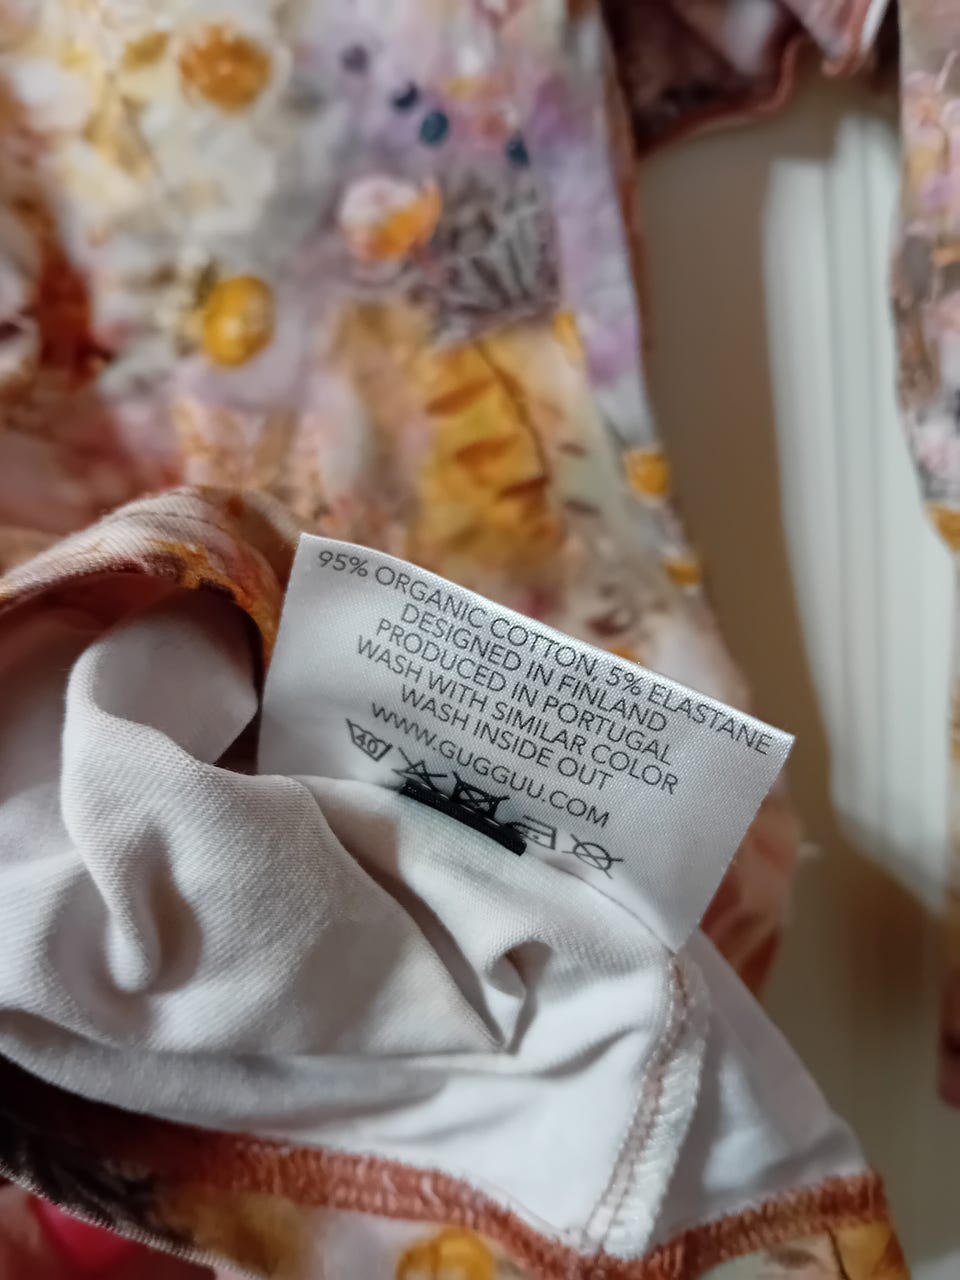 95% ORGANIC COTTON, 5% ELASTANE
DESIGNED IN FINLAND
PRODUCED IN PORTUGAL
WASH WITH SIMILAR COLOR
WASH INSIDE OUT
WWW.GUGGUU.COM
40